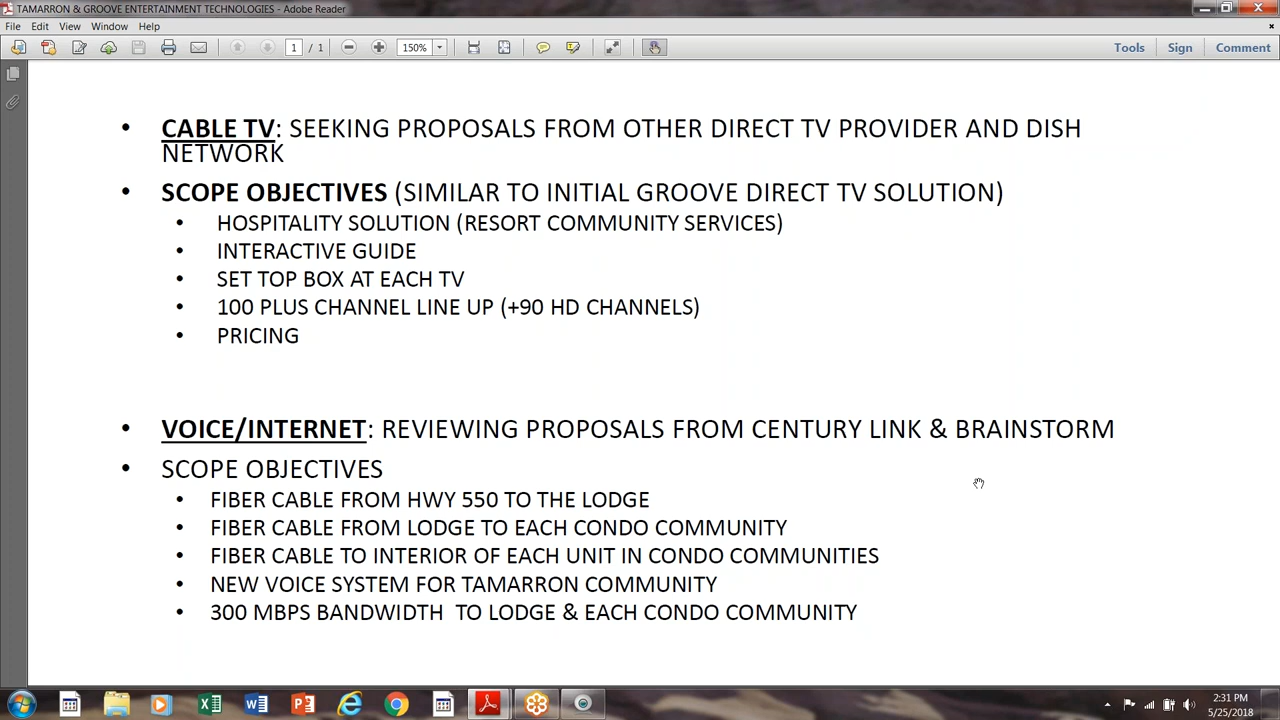 TAMARRON & GROOVE ENTERTAINMENT TECHNOLOGIES - Adobe Reader
File Edit View Window Help
1 / 1 150% Tools Sign Comment
• CABLE TV: SEEKING PROPOSALS FROM OTHER DIRECT TV PROVIDER AND DISH
NETWORK
• SCOPE OBJECTIVES (SIMILAR TO INITIAL GROOVE DIRECT TV SOLUTION)
• HOSPITALITY SOLUTION (RESORT COMMUNITY SERVICES)
• INTERACTIVE GUIDE
• SET TOP BOX AT EACH TV
• 100 PLUS CHANNEL LINE UP (+90 HD CHANNELS)
• PRICING
• VOICE/INTERNET: REVIEWING PROPOSALS FROM CENTURY LINK & BRAINSTORM
• SCOPE OBJECTIVES
• FIBER CABLE FROM HWY 550 TO THE LODGE
• FIBER CABLE FROM LODGE TO EACH CONDO COMMUNITY
• FIBER CABLE TO INTERIOR OF EACH UNIT IN CONDO COMMUNITIES
• NEW VOICE SYSTEM FOR TAMARRON COMMUNITY
• 300 MBPS BANDWIDTH TO LODGE & EACH CONDO COMMUNITY
2:31 PM
5/25/2018